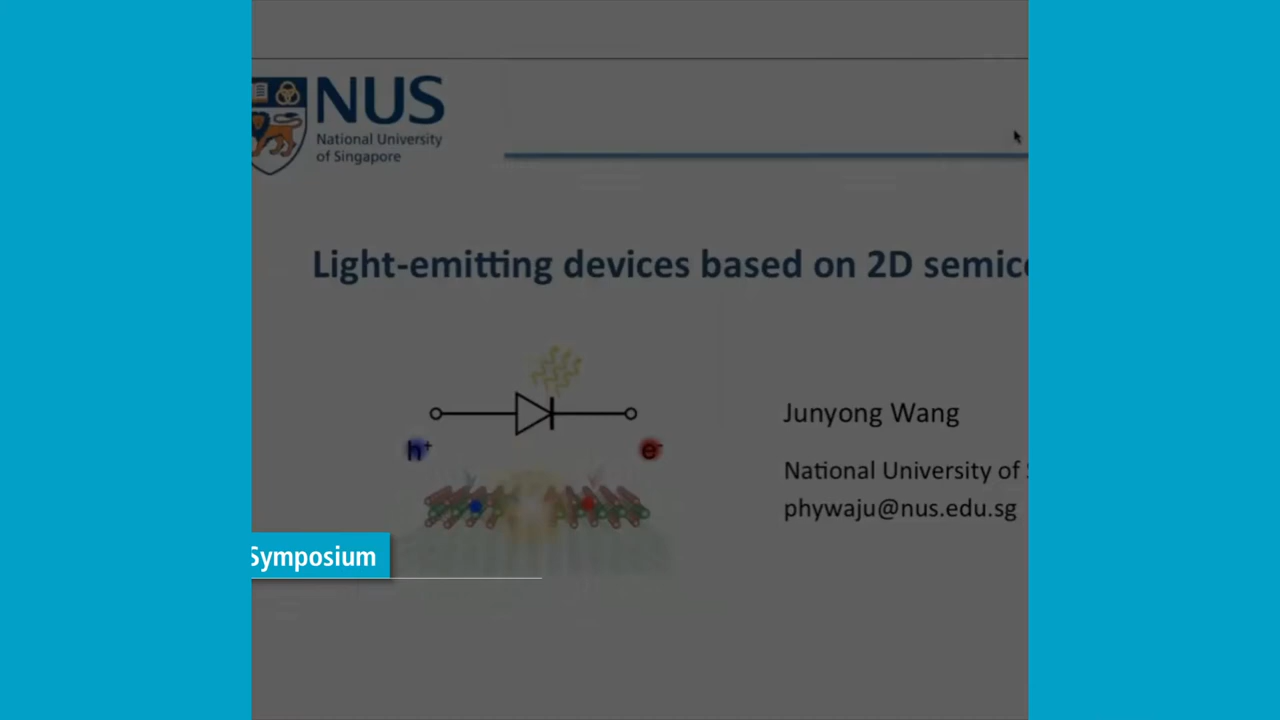 NUS
National University
of Singapore
Light-emitting devices based on 2D semic
Junyong Wang
h+
e-
National University of
phywaju@nus.edu.sg
Symposium